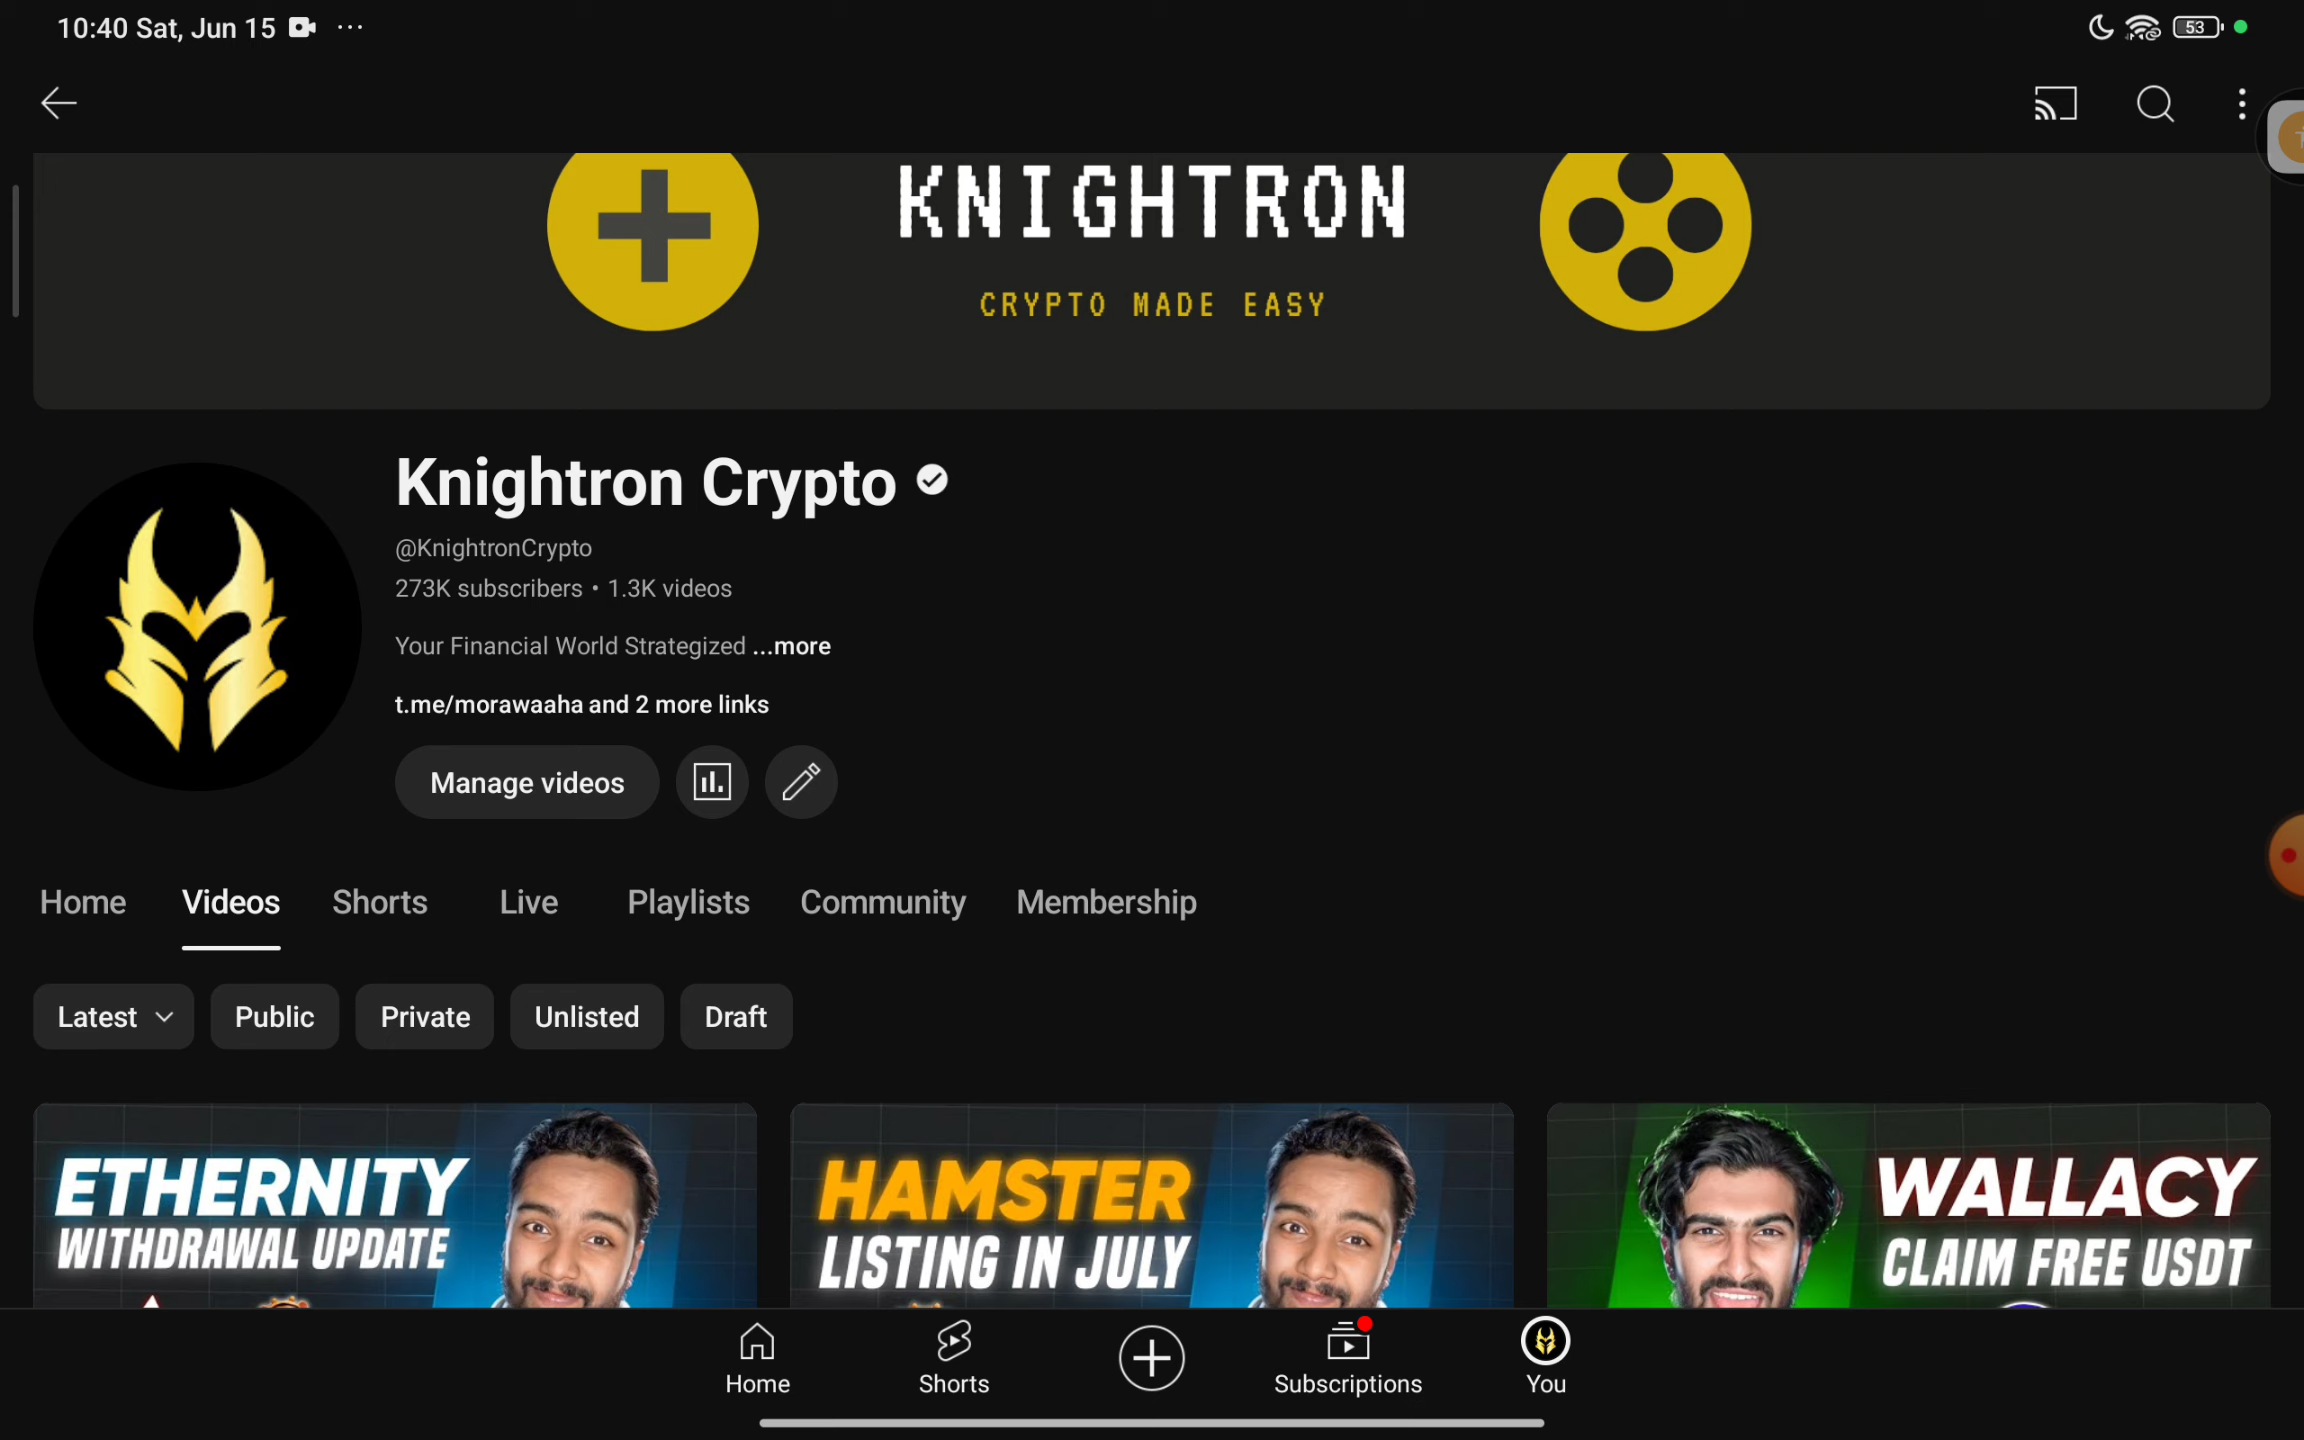 10:40 Sat, Jun 15
53
KNIGHTRON
CRYPTO MADE EASY
Knightron Crypto
@KnightronCrypto
273K subscribers • 1.3K videos
Your Financial World Strategized ...more
t.me/morawaaha and 2 more links
Manage videos
Home Videos Shorts Live Playlists Community Membership
Latest Public Private Unlisted Draft
ETHERNITY
WITHDRAWAL UPDATE
HAMSTER
LISTING IN JULY
WALLACY
CLAIM FREE USDT
Home Shorts Subscriptions You